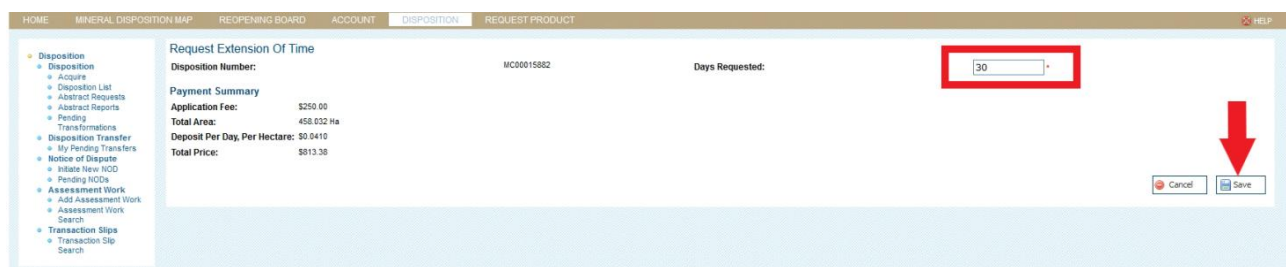 HOME MINERAL DISPOSITION MAP REOPENING BOARD ACCOUNT DISPOSITION REQUEST PRODUCT HELP
Disposition
Disposition
Acquire
Disposition List
Abstract Requests
Abstract Reports
Pending
Transformations
Disposition Transfer
My Pending Transfers
Notice of Dispute
Initiate New NOD
Pending NODs
Assessment Work
Add Assessment Work
Assessment Work
Search
Transaction Slips
Transaction Slip
Search
Request Extension Of Time
Disposition Number: MC00015882 Days Requested: 30 *
Payment Summary
Application Fee: $250.00
Total Area: 458.032 Ha
Deposit Per Day, Per Hectare: $0.0410
Total Price: $813.38
Cancel Save